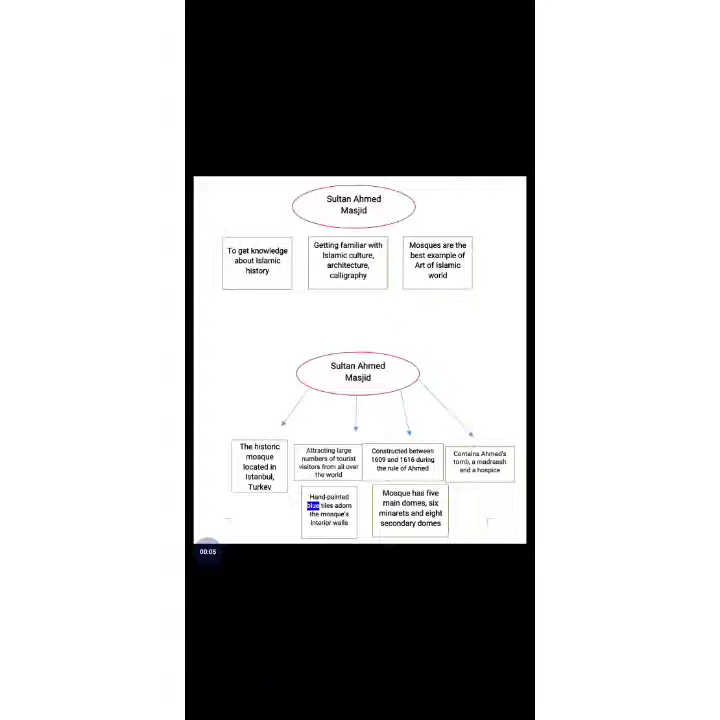 Sultan Ahmed
Masjid
To get knowledge
about Islamic
history
Getting familiar with
Islamic culture,
architecture,
calligraphy
Mosques are the
best example of
Art of Islamic
world
Sultan Ahmed
Masjid
The historic
mosque
located in
Istanbul,
Turkey
Attracting large
numbers of tourist
visitors from all over
the world
Constructed between
1609 and 1616 during
the rule of Ahmed
Contains Ahmed's
tomb, a madrasah
and a hospice
Hand-painted
blue tiles adorn
the mosque's
interior walls
Mosque has five
main domes, six
minarets and eight
secondary domes
00:05